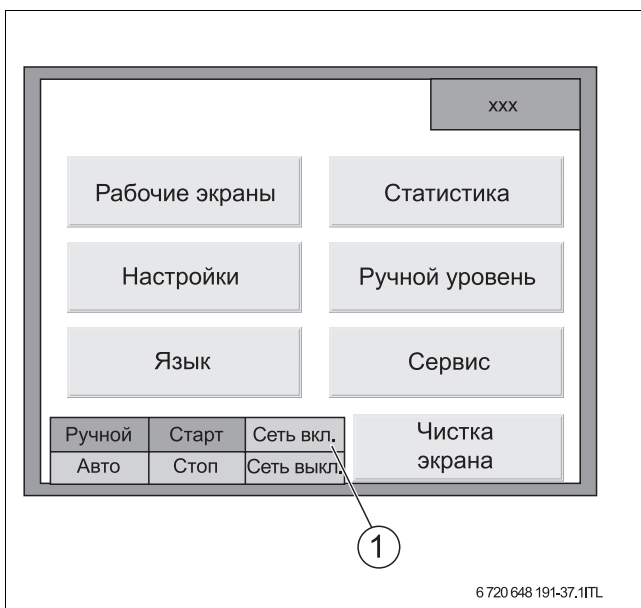 xxx
Рабочие экраны
Статистика
Настройки
Ручной уровень
Язык
Сервис
Ручной Старт Сеть вкл.
Авто Стоп Сеть выкл.
Чистка
экрана
1
6 720 648 191-37.1ITL